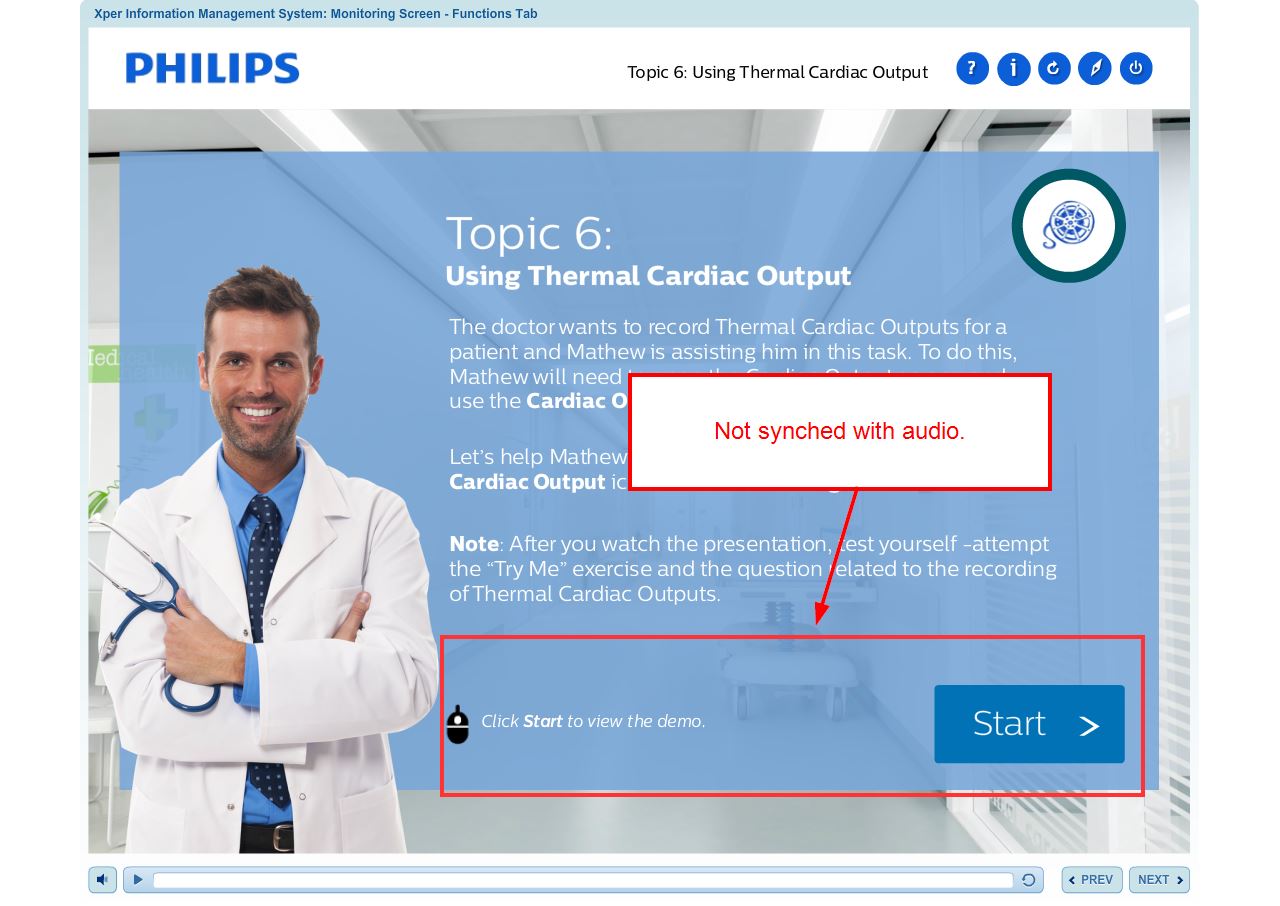 Xper Information Management System: Monitoring Screen - Functions Tab
PHILIPS
Topic 6: Using Thermal Cardiac Output
?
i
Topic 6:
Using Thermal Cardiac Output
The doctor wants to record Thermal Cardiac Outputs for a
patient and Mathew is assisting him in this task. To do this,
Mathew will need
use the Cardiac O
Not synched with audio.
Let's help Mathew
Cardiac Output ic
Note: After you watch the presentation, test yourself –attempt
the “Try Me” exercise and the question related to the recording
of Thermal Cardiac Outputs.
Click Start to view the demo.
Start >
PREV
NEXT